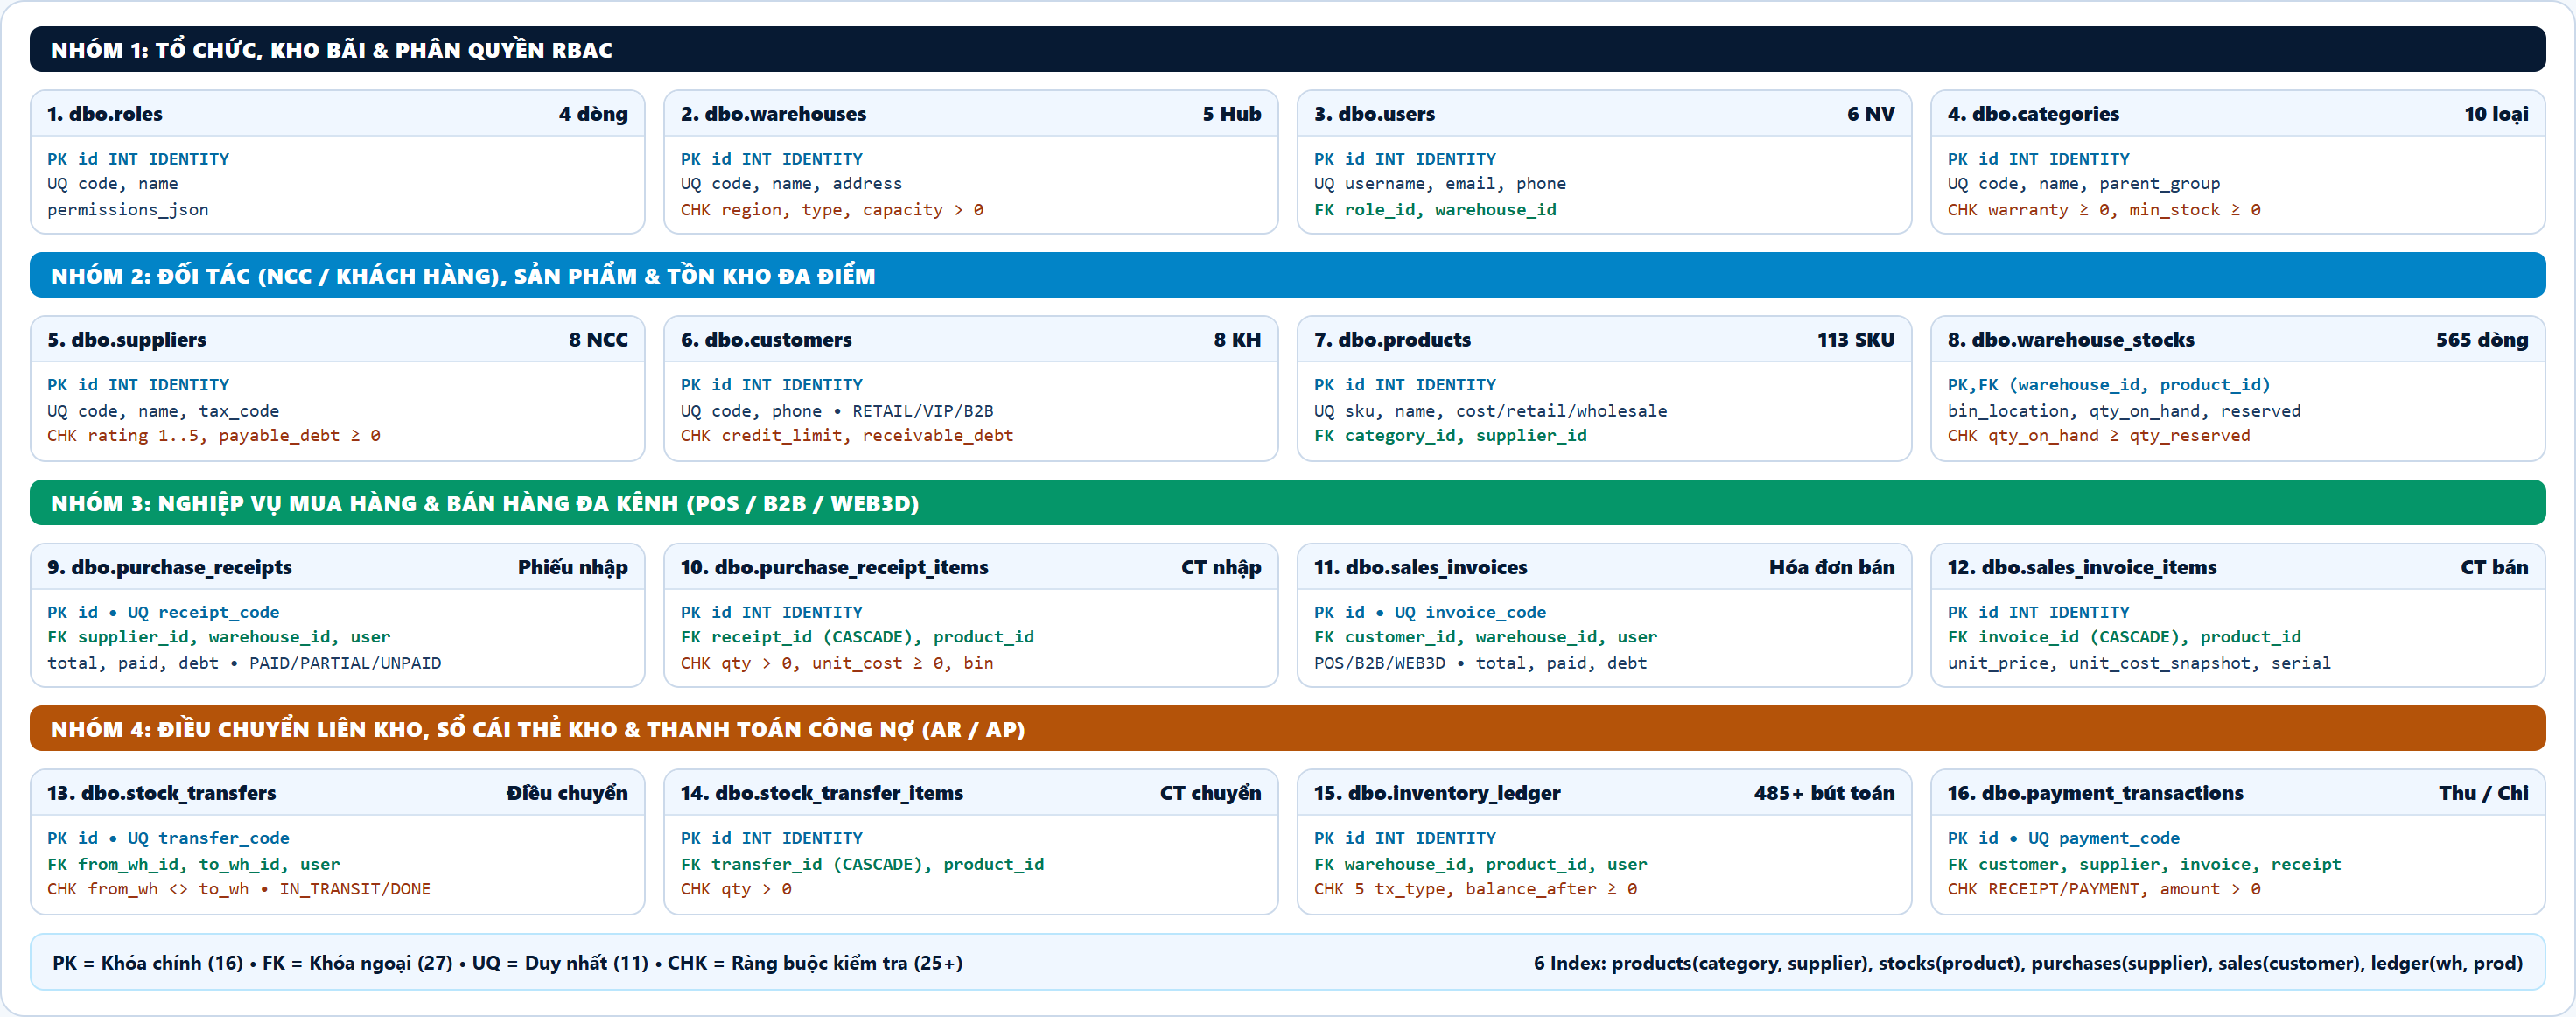 NHÓM 1: TỔ CHỨC, KHO BÃI & PHÂN QUYỀN RBAC
1. dbo.roles 4 dòng
PK id INT IDENTITY
UQ code, name
permissions_json
2. dbo.warehouses 5 Hub
PK id INT IDENTITY
UQ code, name, address
CHK region, type, capacity > 0
3. dbo.users 6 NV
PK id INT IDENTITY
UQ username, email, phone
FK role_id, warehouse_id
4. dbo.categories 10 loại
PK id INT IDENTITY
UQ code, name, parent_group
CHK warranty ≥ 0, min_stock ≥ 0
NHÓM 2: ĐỐI TÁC (NCC / KHÁCH HÀNG), SẢN PHẨM & TỒN KHO ĐA ĐIỂM
5. dbo.suppliers 8 NCC
PK id INT IDENTITY
UQ code, name, tax_code
CHK rating 1..5, payable_debt ≥ 0
6. dbo.customers 8 KH
PK id INT IDENTITY
UQ code, phone • RETAIL/VIP/B2B
CHK credit_limit, receivable_debt
7. dbo.products 113 SKU
PK id INT IDENTITY
UQ sku, name, cost/retail/wholesale
FK category_id, supplier_id
8. dbo.warehouse_stocks 565 dòng
PK,FK (warehouse_id, product_id)
bin_location, qty_on_hand, reserved
CHK qty_on_hand ≥ qty_reserved
NHÓM 3: NGHIỆP VỤ MUA HÀNG & BÁN HÀNG ĐA KÊNH (POS / B2B / WEB3D)
9. dbo.purchase_receipts Phiếu nhập
PK id • UQ receipt_code
FK supplier_id, warehouse_id, user
total, paid, debt • PAID/PARTIAL/UNPAID
10. dbo.purchase_receipt_items CT nhập
PK id INT IDENTITY
FK receipt_id (CASCADE), product_id
CHK qty > 0, unit_cost ≥ 0, bin
11. dbo.sales_invoices Hóa đơn bán
PK id • UQ invoice_code
FK customer_id, warehouse_id, user
POS/B2B/WEB3D • total, paid, debt
12. dbo.sales_invoice_items CT bán
PK id INT IDENTITY
FK invoice_id (CASCADE), product_id
unit_price, unit_cost_snapshot, serial
NHÓM 4: ĐIỀU CHUYỂN LIÊN KHO, SỔ CÁI THẺ KHO & THANH TOÁN CÔNG NỢ (AR / AP)
13. dbo.stock_transfers Điều chuyển
PK id • UQ transfer_code
FK from_wh_id, to_wh_id, user
CHK from_wh <> to_wh • IN_TRANSIT/DONE
14. dbo.stock_transfer_items CT chuyển
PK id INT IDENTITY
FK transfer_id (CASCADE), product_id
CHK qty > 0
15. dbo.inventory_ledger 485+ bút toán
PK id INT IDENTITY
FK warehouse_id, product_id, user
CHK 5 tx_type, balance_after ≥ 0
16. dbo.payment_transactions Thu / Chi
PK id • UQ payment_code
FK customer, supplier, invoice, receipt
CHK RECEIPT/PAYMENT, amount > 0
PK = Khóa chính (16) • FK = Khóa ngoại (27) • UQ = Duy nhất (11) • CHK = Ràng buộc kiểm tra (25+)
6 Index: products(category, supplier), stocks(product), purchases(supplier), sales(customer), ledger(wh, prod)